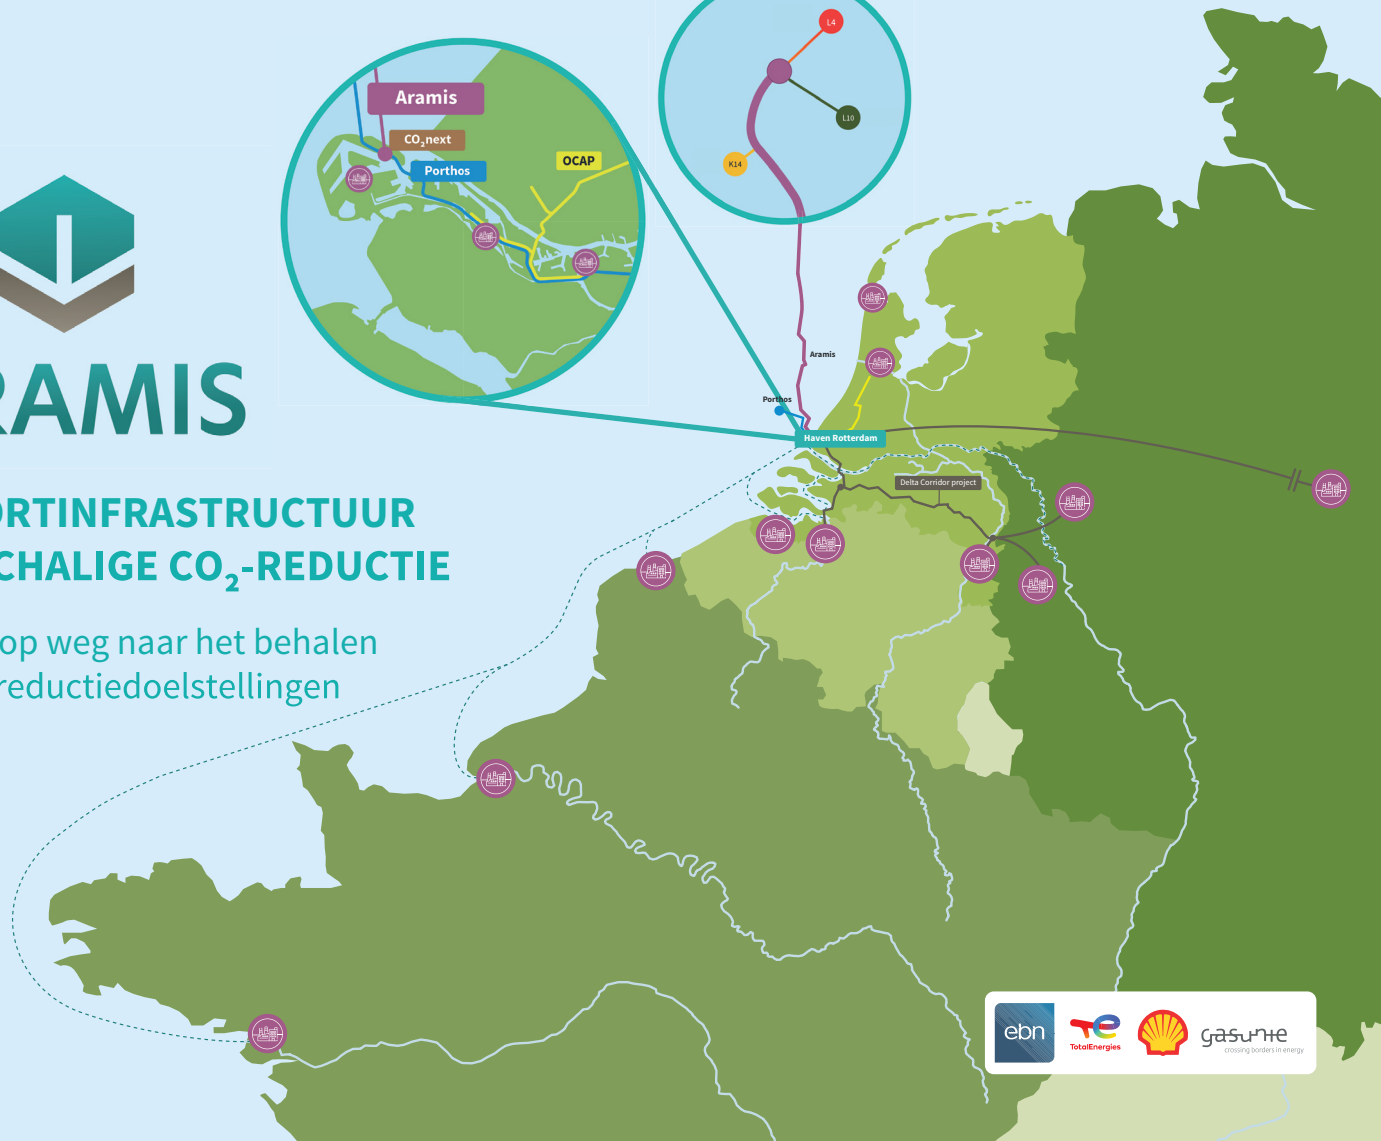 L4
L10
K14
Aramis
CO₂next
Porthos
OCAP
RAMIS
ORTINFRASTRUCTUUR
CHALIGE CO₂-REDUCTIE
op weg naar het behalen
reductiedoelstellingen
Aramis
Porthos
Haven Rotterdam
Delta Corridor project
ebn
TotalEnergies
gasunie
crossing borders in energy